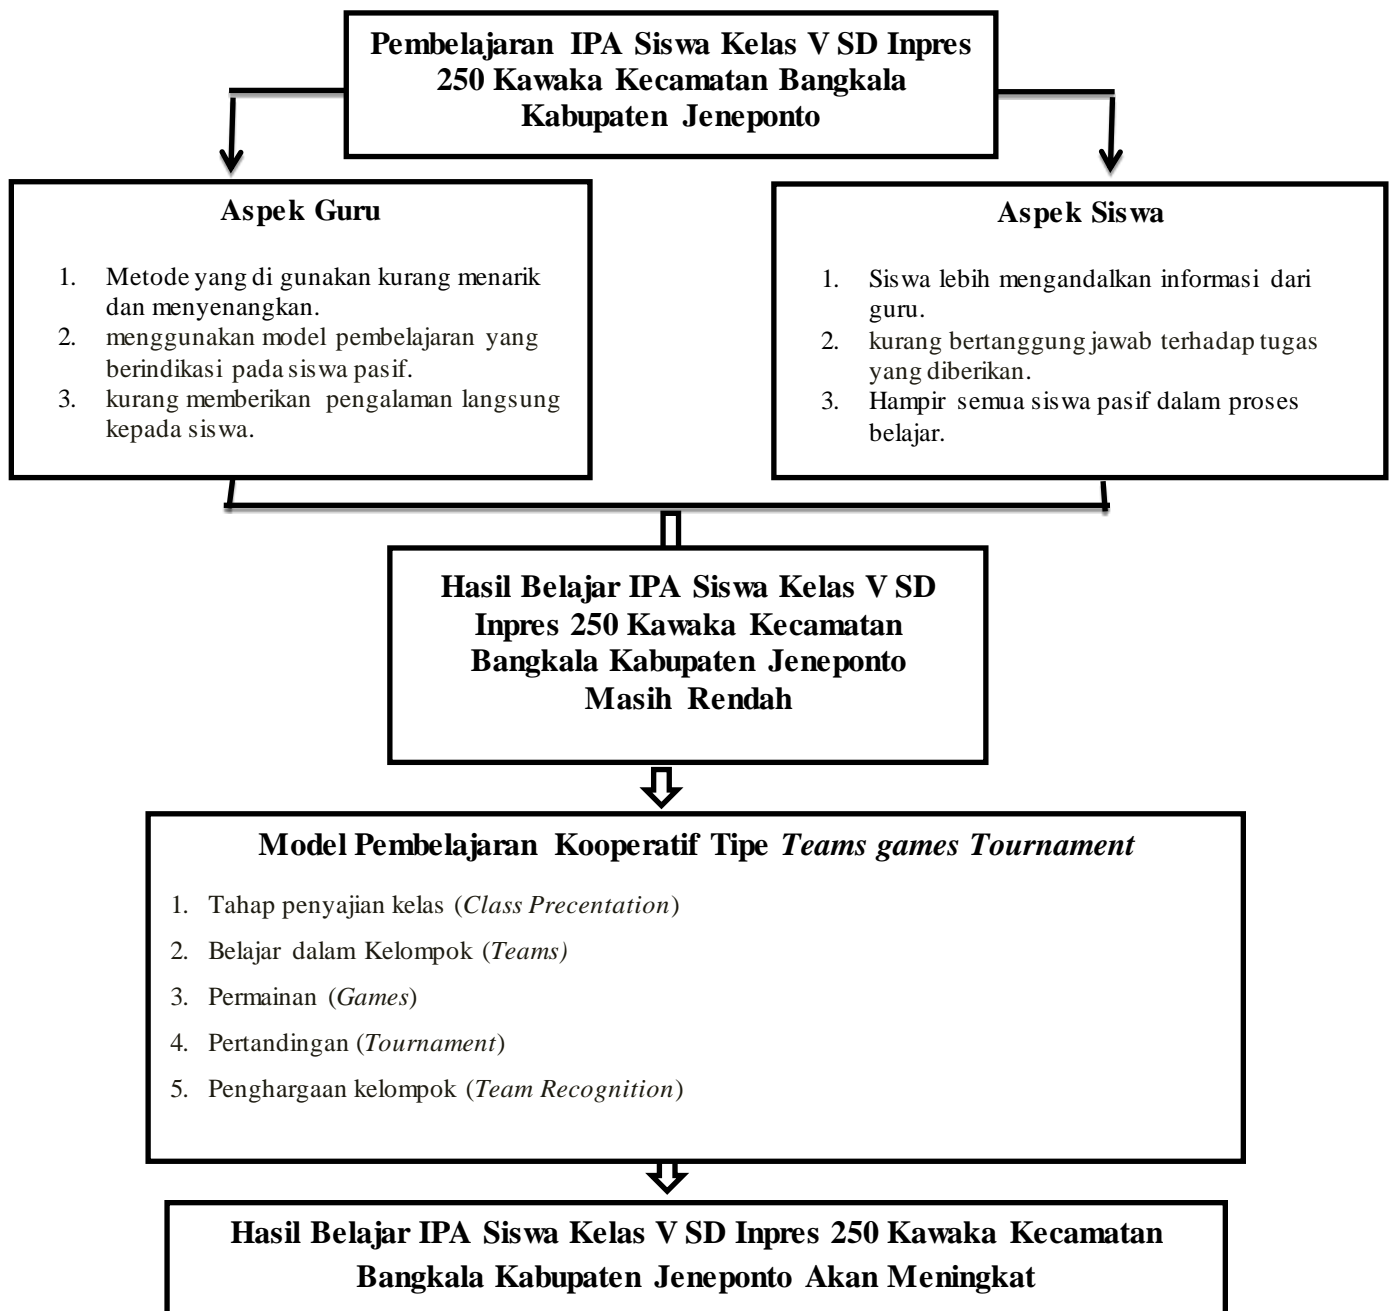 Pembelajaran IPA Siswa Kelas V SD Inpres
250 Kawaka Kecamatan Bangkala
Kabupaten Jeneponto
Aspek Guru
1. Metode yang di gunakan kurang menarik
dan menyenangkan.
2. menggunakan model pembelajaran yang
berindikasi pada siswa pasif.
3. kurang memberikan pengalaman langsung
kepada siswa.
Aspek Siswa
1. Siswa lebih mengandalkan informasi dari
guru.
2. kurang bertanggung jawab terhadap tugas
yang diberikan.
3. Hampir semua siswa pasif dalam proses
belajar.
Hasil Belajar IPA Siswa Kelas V SD
Inpres 250 Kawaka Kecamatan
Bangkala Kabupaten Jeneponto
Masih Rendah
Model Pembelajaran Kooperatif Tipe Teams games Tournament
1. Tahap penyajian kelas (Class Precentation)
2. Belajar dalam Kelompok (Teams)
3. Permainan (Games)
4. Pertandingan (Tournament)
5. Penghargaan kelompok (Team Recognition)
Hasil Belajar IPA Siswa Kelas V SD Inpres 250 Kawaka Kecamatan
Bangkala Kabupaten Jeneponto Akan Meningkat